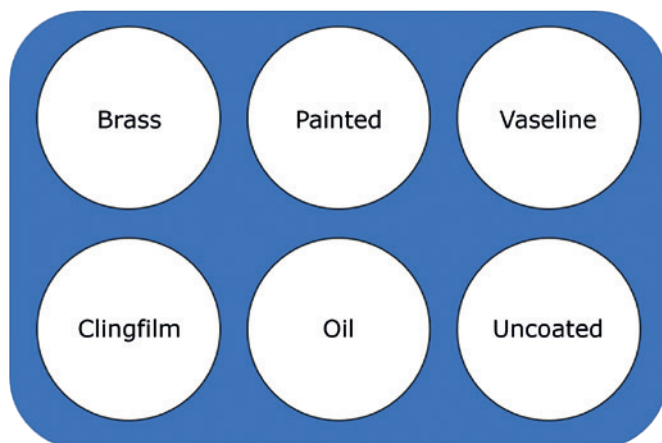 Brass
Painted
Vaseline
Clingfilm
Oil
Uncoated